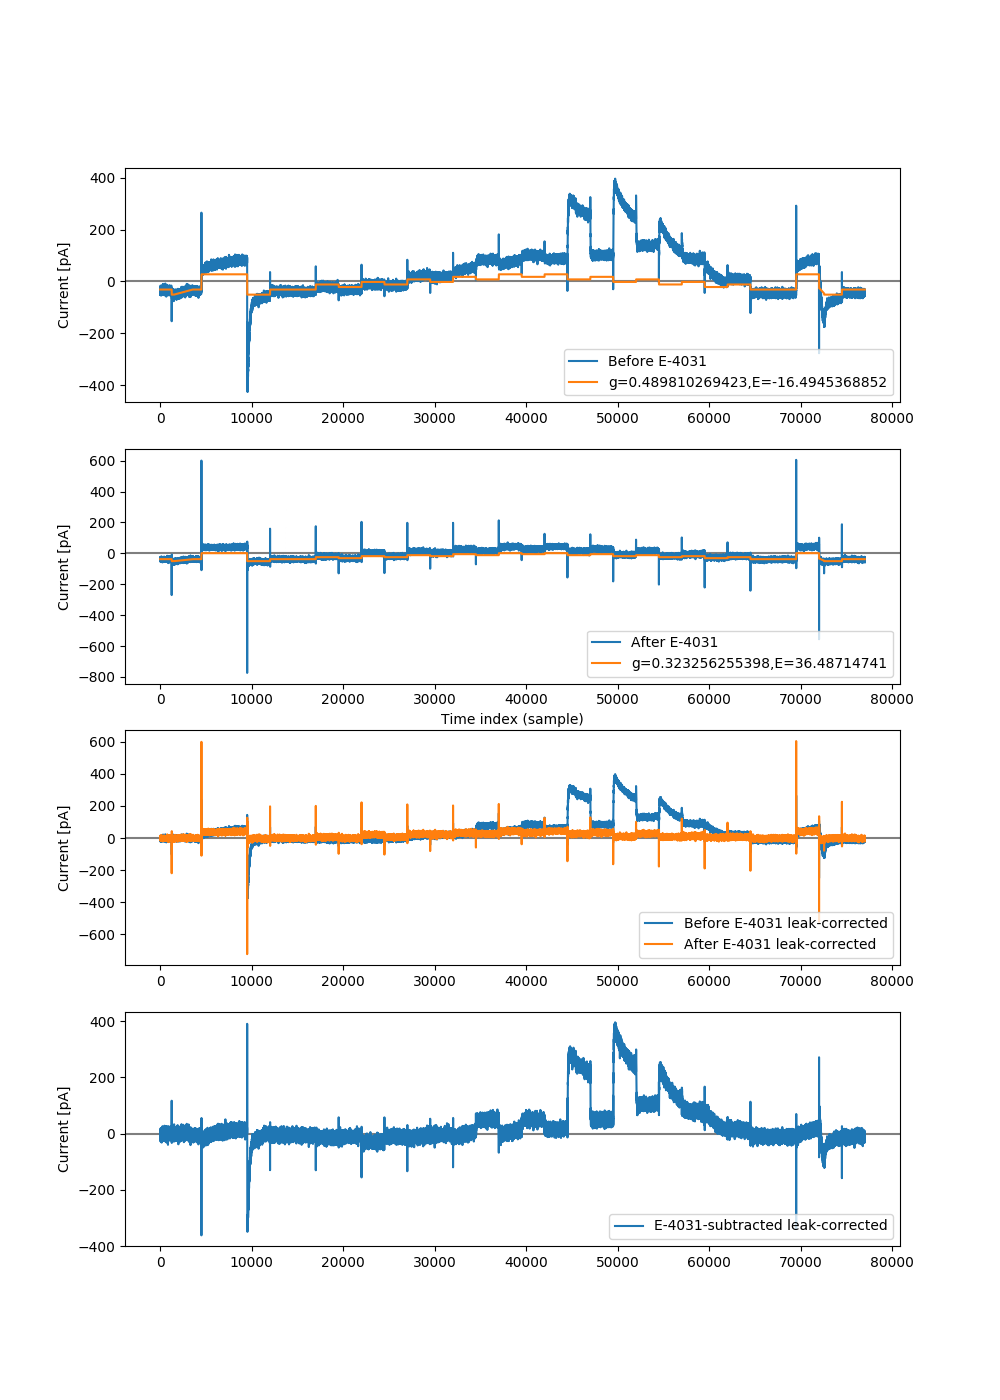 400
200
0
−200
−400
Current [pA]
Before E-4031
g=0.489810269423,E=-16.4945368852
0 10000 20000 30000 40000 50000 60000 70000 80000
600
400
200
0
−200
−400
−600
−800
Current [pA]
After E-4031
g=0.323256255398,E=36.48714741
0 10000 20000 30000 40000 50000 60000 70000 80000
Time index (sample)
600
400
200
0
−200
−400
−600
Current [pA]
Before E-4031 leak-corrected
After E-4031 leak-corrected
0 10000 20000 30000 40000 50000 60000 70000 80000
400
200
0
−200
−400
Current [pA]
E-4031-subtracted leak-corrected
0 10000 20000 30000 40000 50000 60000 70000 80000